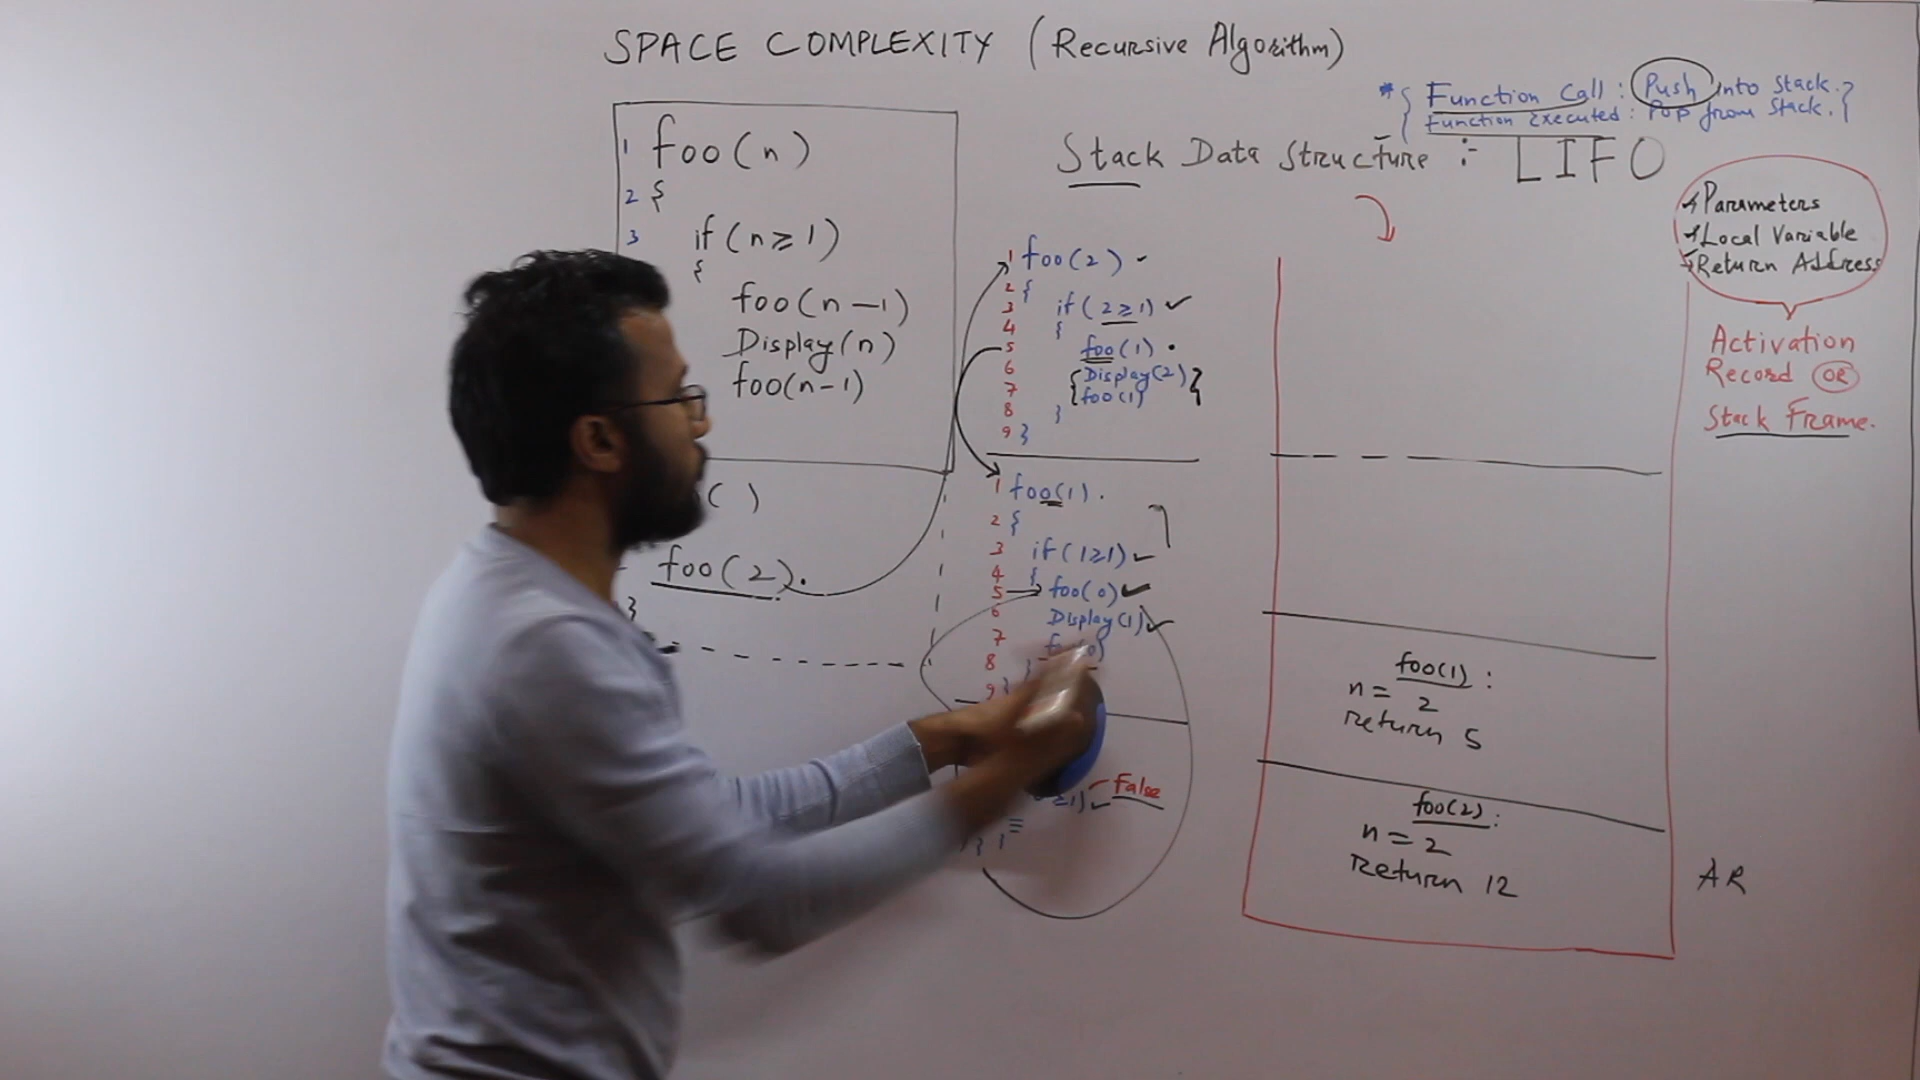 SPACE COMPLEXITY (Recursive Algorithm)
* { Function Call : Push into Stack. }
{ Function Executed : Pop from Stack. }
Stack Data Structure :- LIFO
1 foo(n)
2 {
3 if (n ≥ 1)
{
foo(n-1)
Display(n)
foo(n-1)
( )
foo(2).
}
1 foo(2)
2 {
3 if (2 ≥ 1) ✓
4 {
5 foo(1) .
6 {Display(2)}
7 {foo(1)
8 }
9 }
1 foo(1).
2 {
3 if (1≥1) ✓
4 {
5 → foo(0) ✓
6 Display(1) ✓
7
8 }
9 }
≥1) ✓ False
} }
foo(1) :
n = 2
Return 5
foo(2) :
n = 2
Return 12
AR
Parameters
Local Variable
Return Address
Activation
Record OR
Stack Frame.